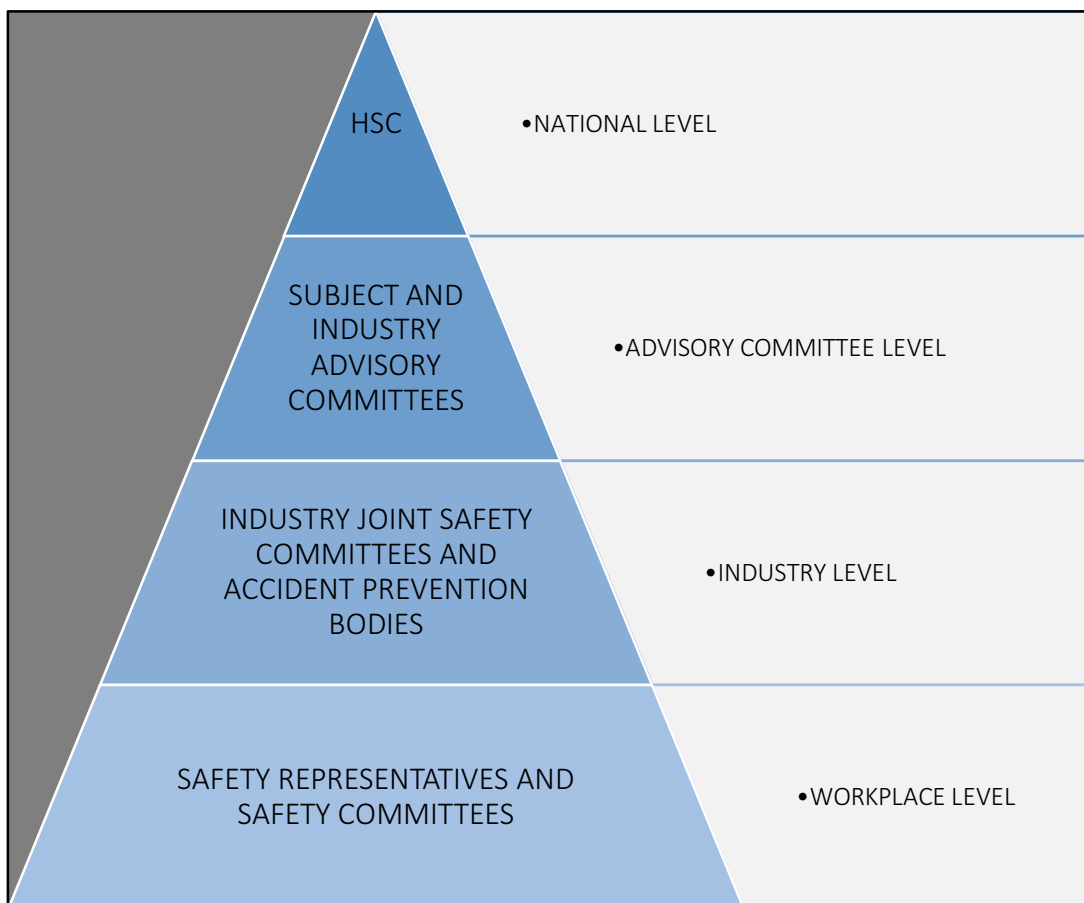 HSC
•NATIONAL LEVEL
SUBJECT AND
INDUSTRY
ADVISORY
COMMITTEES
•ADVISORY COMMITTEE LEVEL
INDUSTRY JOINT SAFETY
COMMITTEES AND
ACCIDENT PREVENTION
BODIES
•INDUSTRY LEVEL
SAFETY REPRESENTATIVES AND
SAFETY COMMITTEES
•WORKPLACE LEVEL